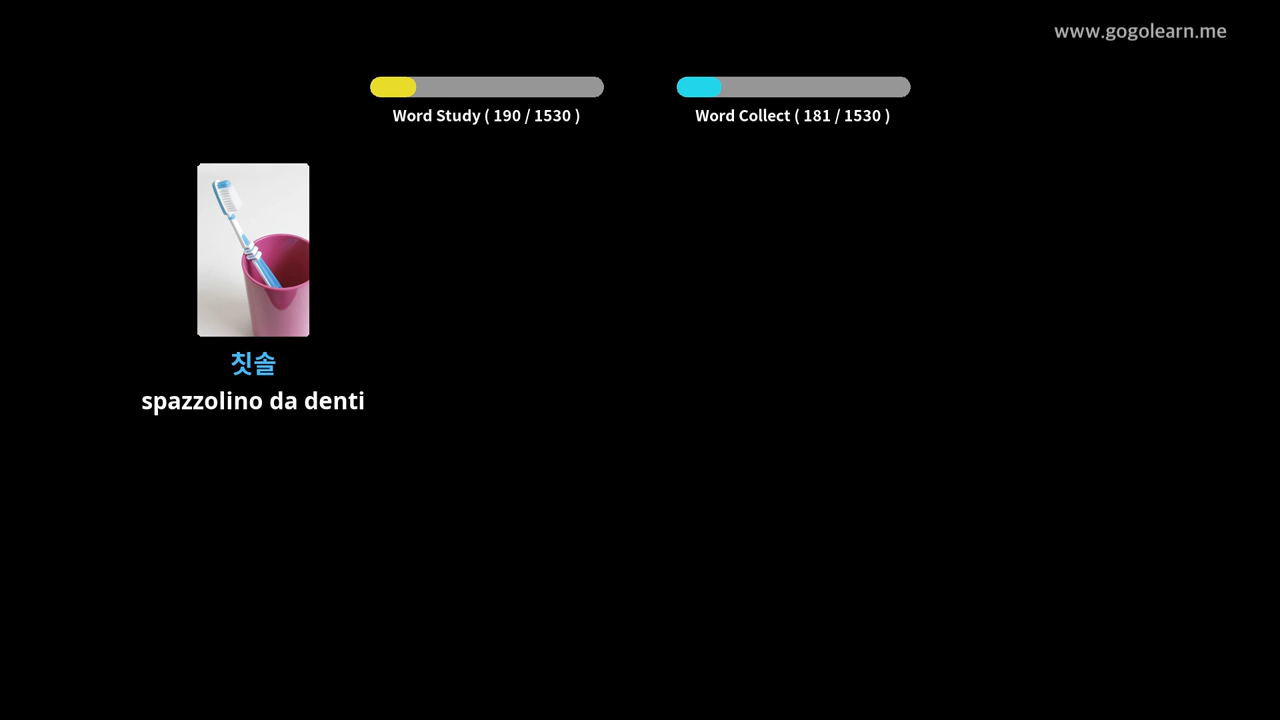 www.gogolearn.me
Word Study ( 190 / 1530 )
Word Collect ( 181 / 1530 )
칫솔
spazzolino da denti